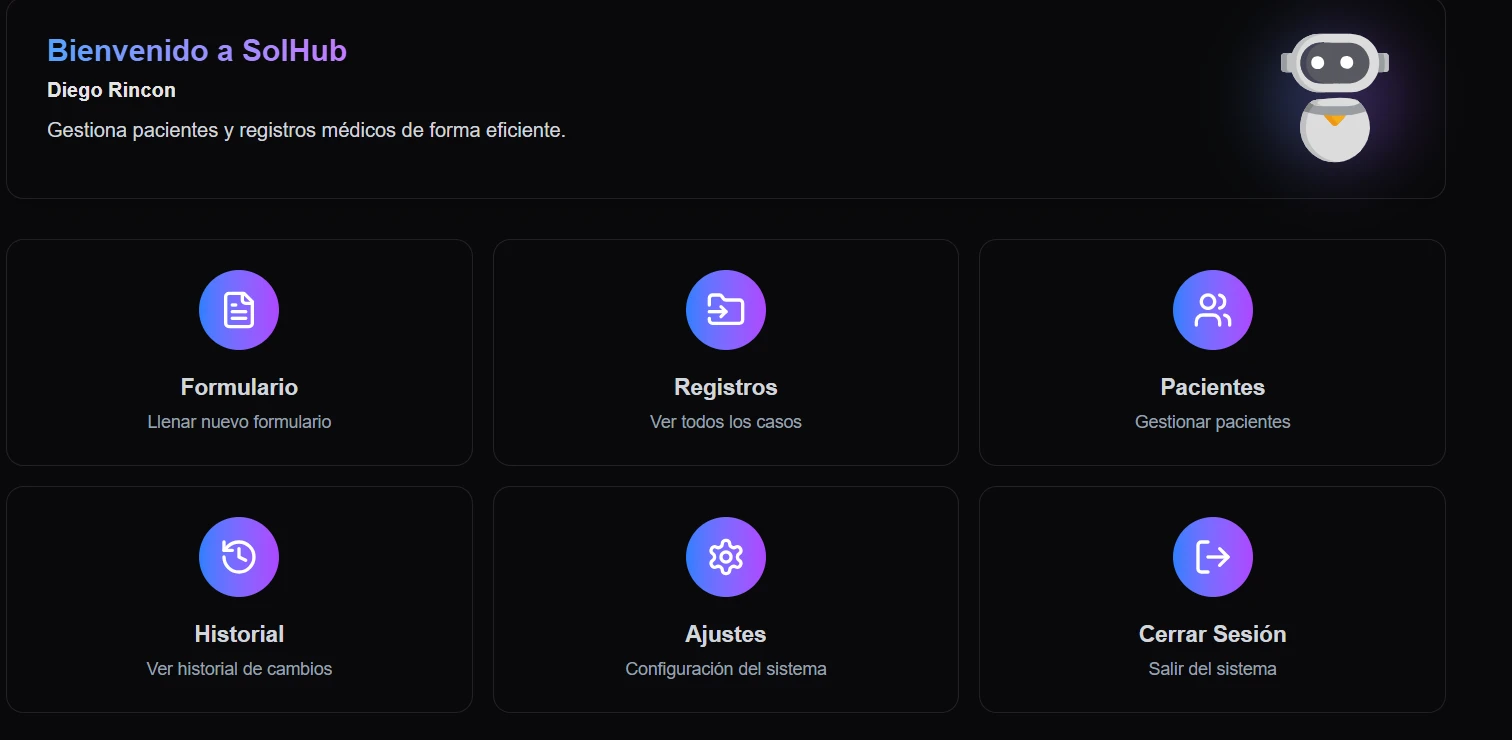 Bienvenido a SolHub
Diego Rincon
Gestiona pacientes y registros médicos de forma eficiente.
Formulario
Llenar nuevo formulario
Registros
Ver todos los casos
Pacientes
Gestionar pacientes
Historial
Ver historial de cambios
Ajustes
Configuración del sistema
Cerrar Sesión
Salir del sistema